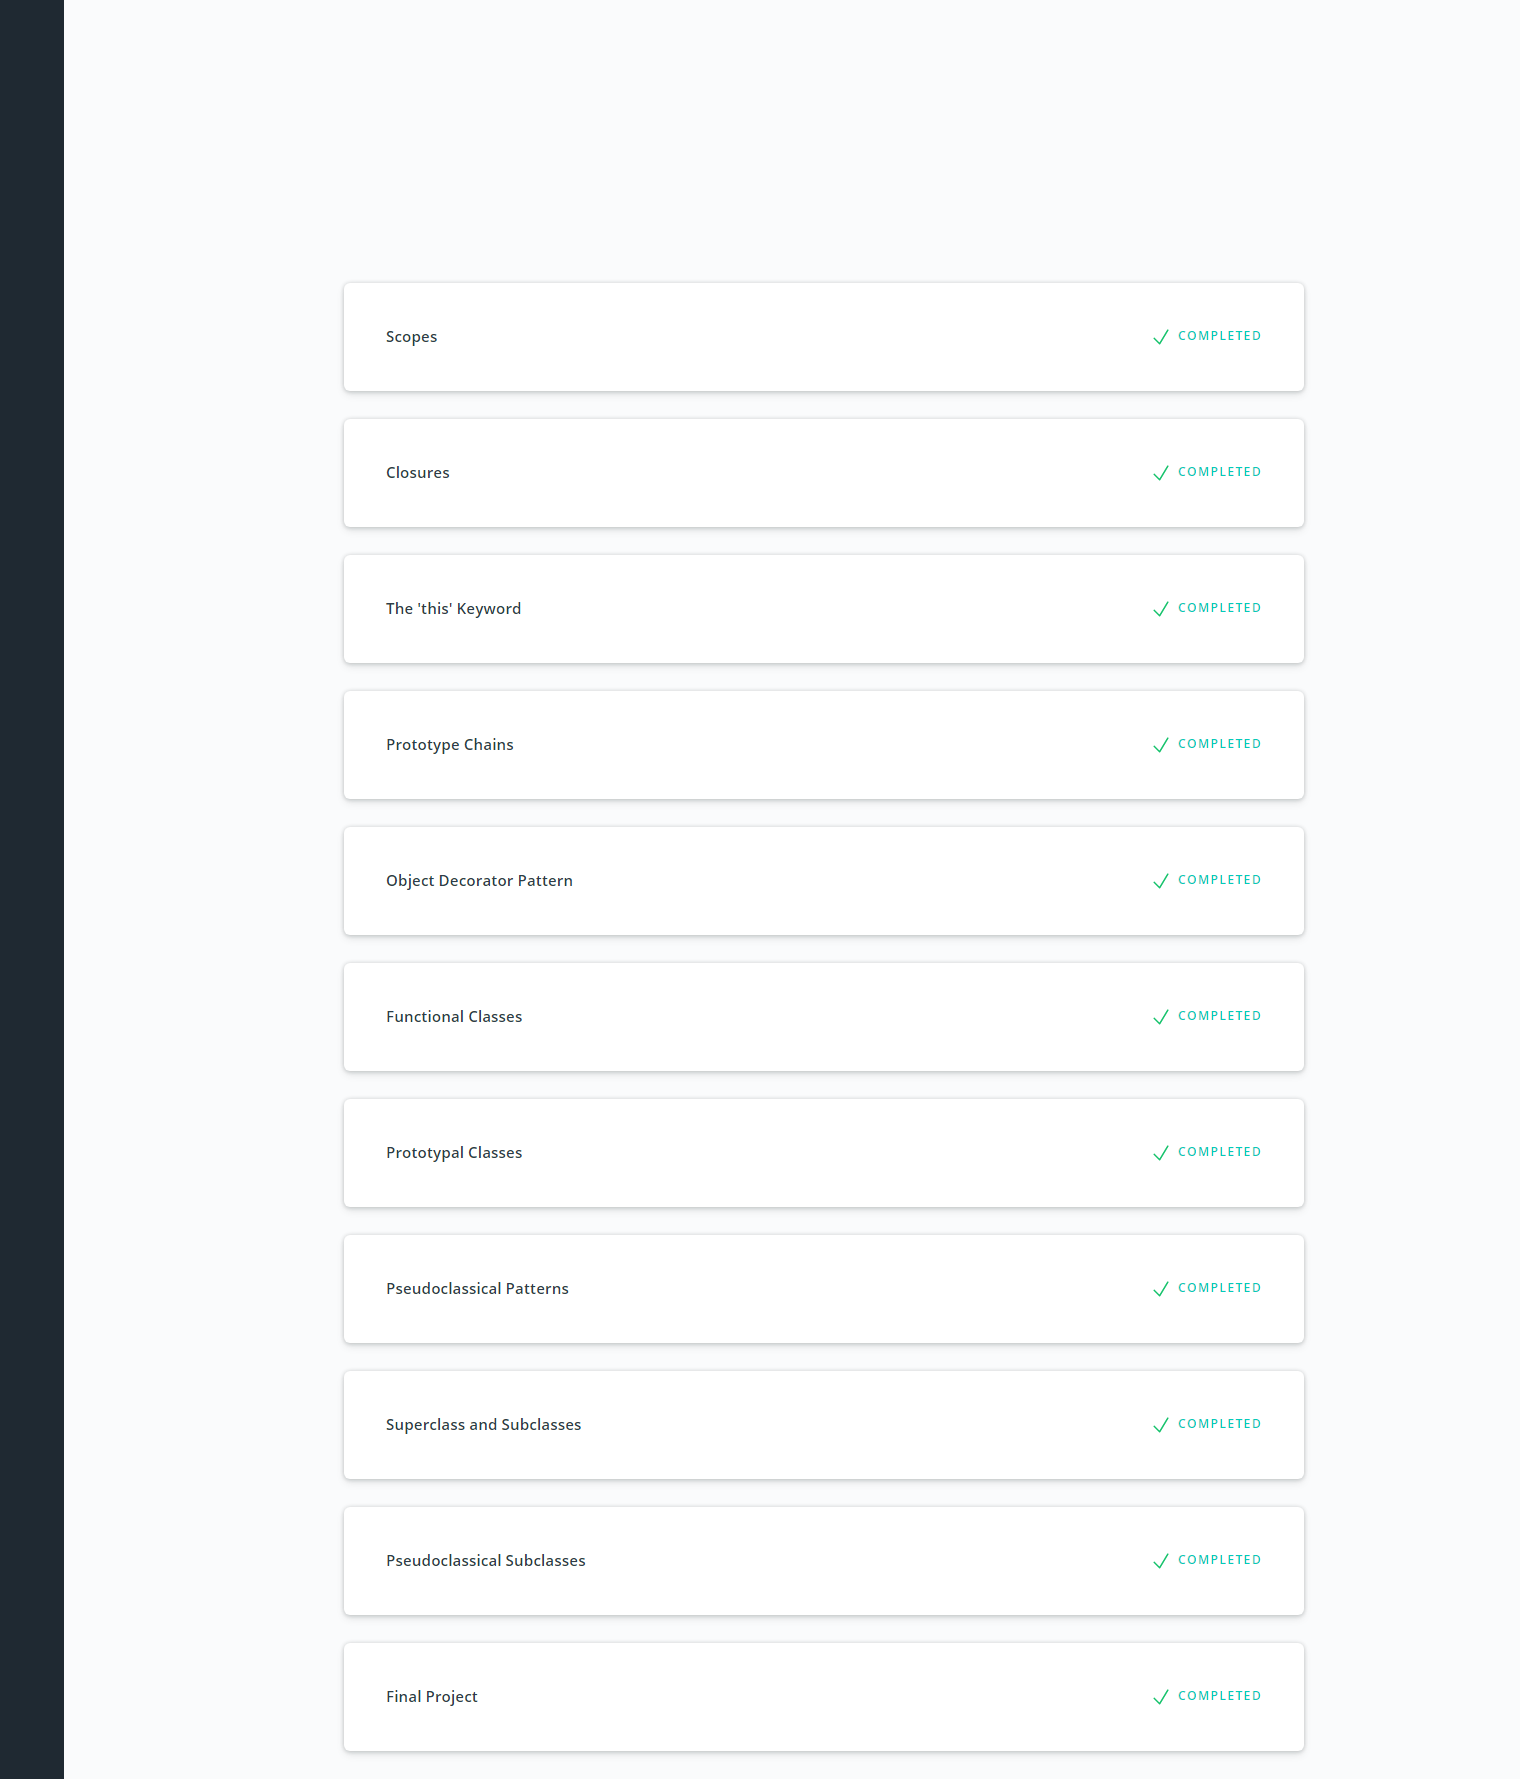 Scopes COMPLETED
Closures COMPLETED
The 'this' Keyword COMPLETED
Prototype Chains COMPLETED
Object Decorator Pattern COMPLETED
Functional Classes COMPLETED
Prototypal Classes COMPLETED
Pseudoclassical Patterns COMPLETED
Superclass and Subclasses COMPLETED
Pseudoclassical Subclasses COMPLETED
Final Project COMPLETED